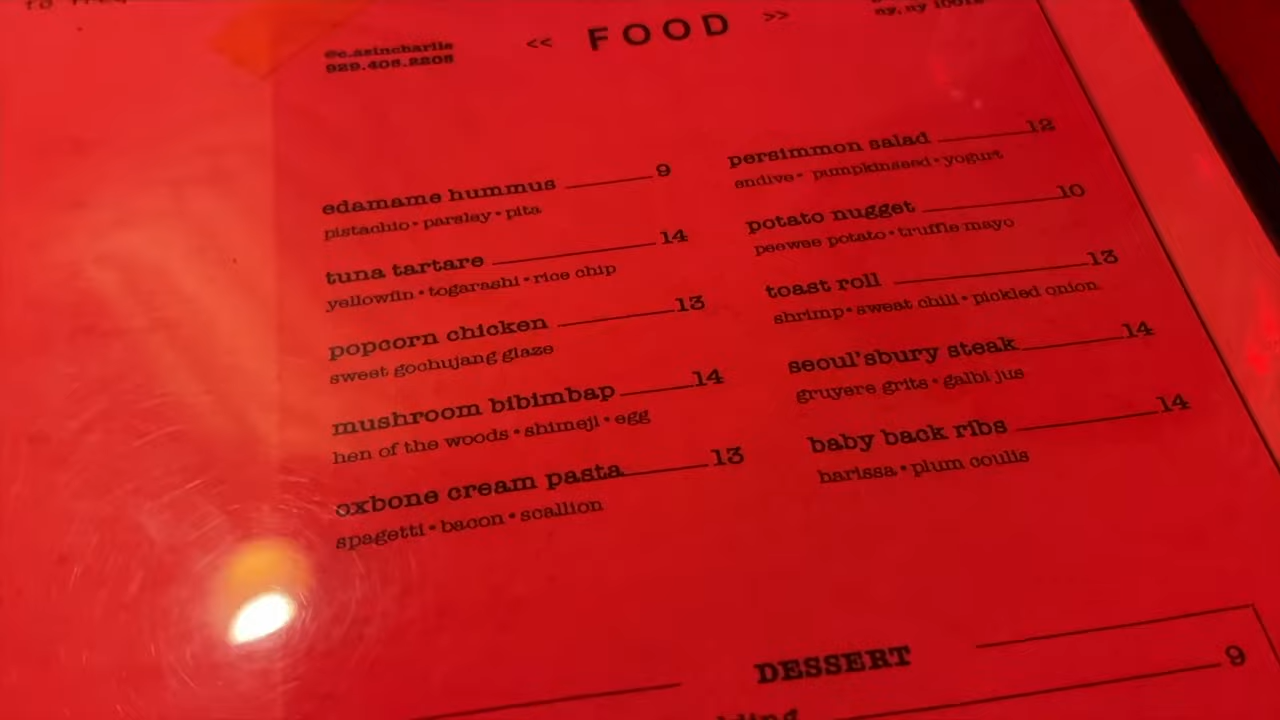 @c.asincharlie
929.406.2205
<< FOOD >>
ny, ny
edamame hummus 9
pistachio • parsley • pita
tuna tartare 14
yellowfin • togarashi • rice chip
popcorn chicken 13
sweet gochujang glaze
mushroom bibimbap 14
hen of the woods • shimeji • egg
oxbone cream pasta 13
spagetti • bacon • scallion
persimmon salad 12
endive • pumpkinseed • yogurt
potato nugget 10
peewee potato • truffle mayo
toast roll 13
shrimp • sweat chili • pickled onion
seoul'sbury steak 14
gruyere grits • galbi jus
baby back ribs 14
harissa • plum coulis
DESSERT
9